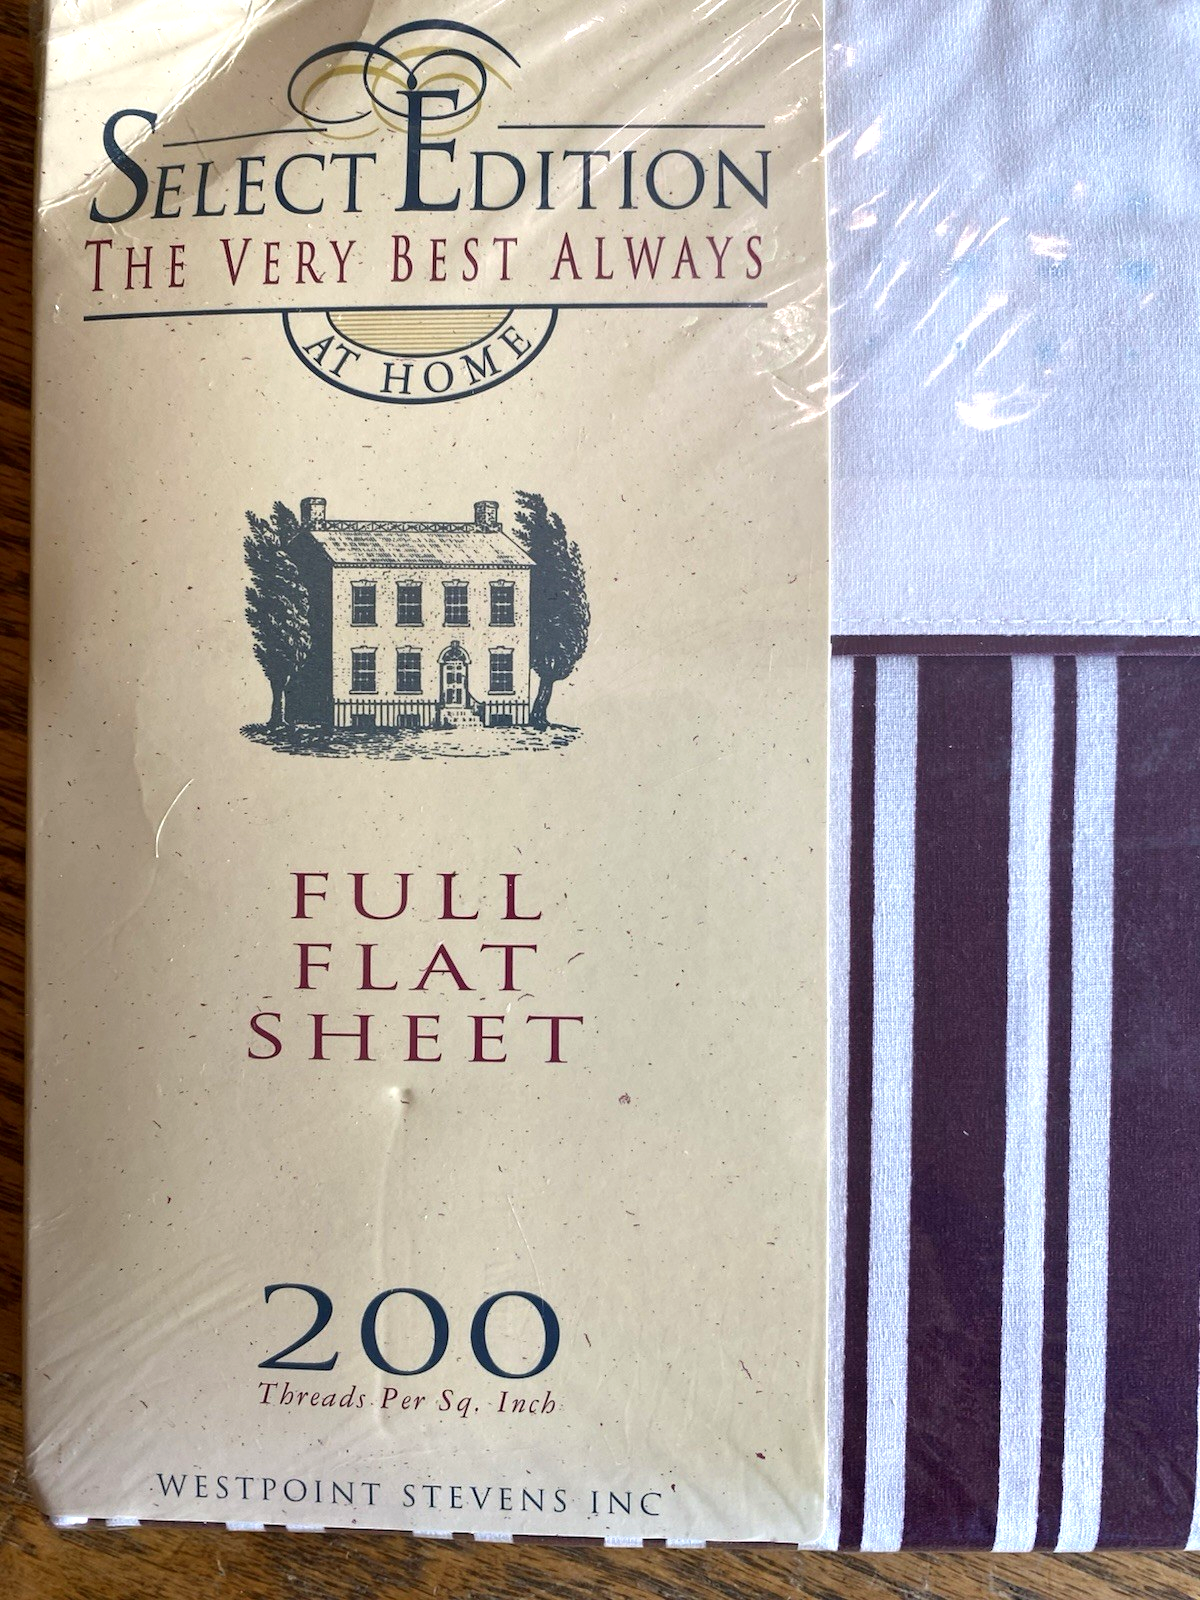 SELECT EDITION
THE VERY BEST ALWAYS
AT HOME
FULL
FLAT
SHEET
200
Threads Per Sq. Inch
WESTPOINT STEVENS INC